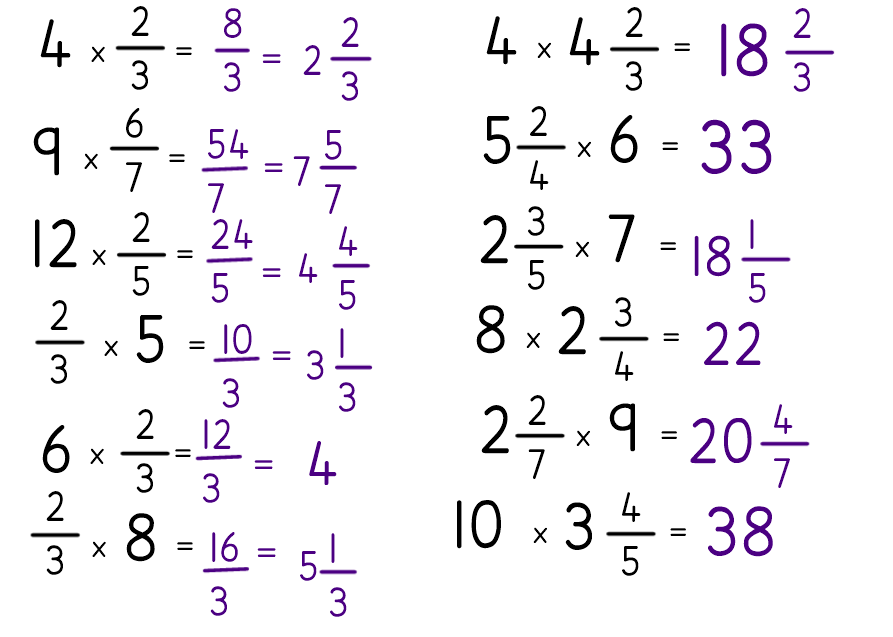 4 × 2/3 = 8/3 = 2 2/3
9 × 6/7 = 54/7 = 7 5/7
12 × 2/5 = 24/5 = 4 4/5
2/3 × 5 = 10/3 = 3 1/3
6 × 2/3 = 12/3 = 4
2/3 × 8 = 16/3 = 5 1/3
4 × 4 2/3 = 18 2/3
5 2/4 × 6 = 33
2 3/5 × 7 = 18 1/5
8 × 2 3/4 = 22
2 2/7 × 9 = 20 4/7
10 × 3 4/5 = 38